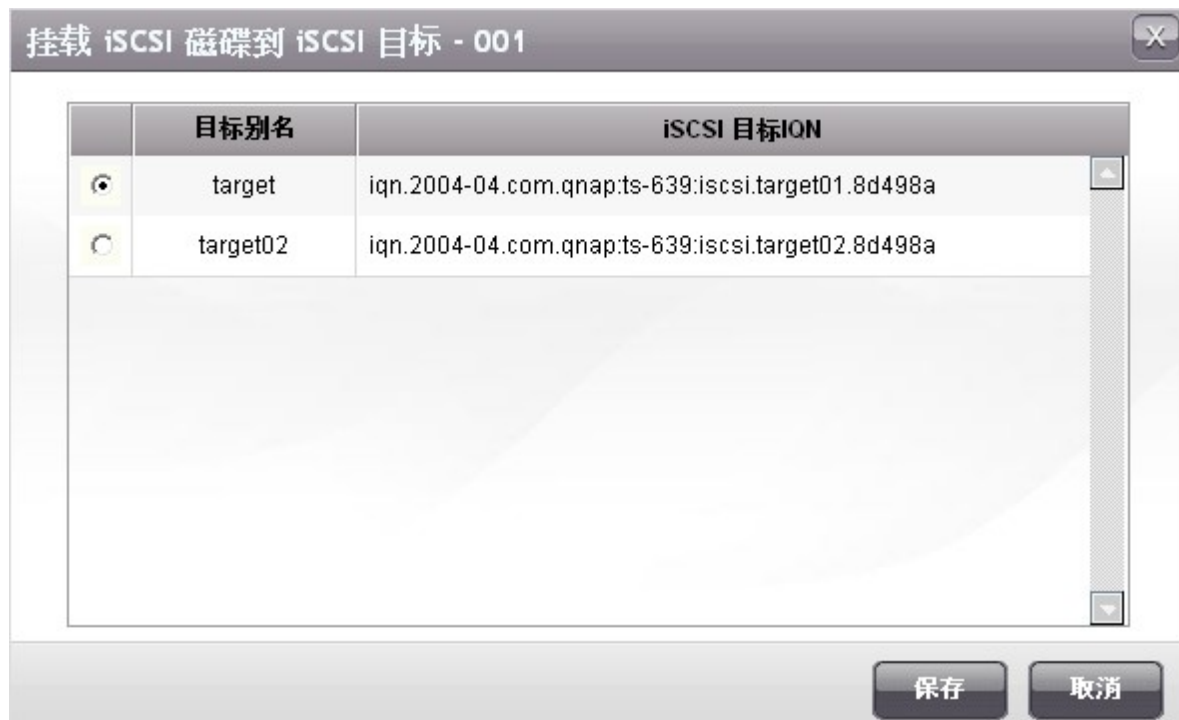 挂载 iSCSI 磁碟到 iSCSI 目标 - 001
目标别名 iSCSI 目标IQN
target iqn.2004-04.com.qnap:ts-639:iscsi.target01.8d498a
target02 iqn.2004-04.com.qnap:ts-639:iscsi.target02.8d498a
保存 取消